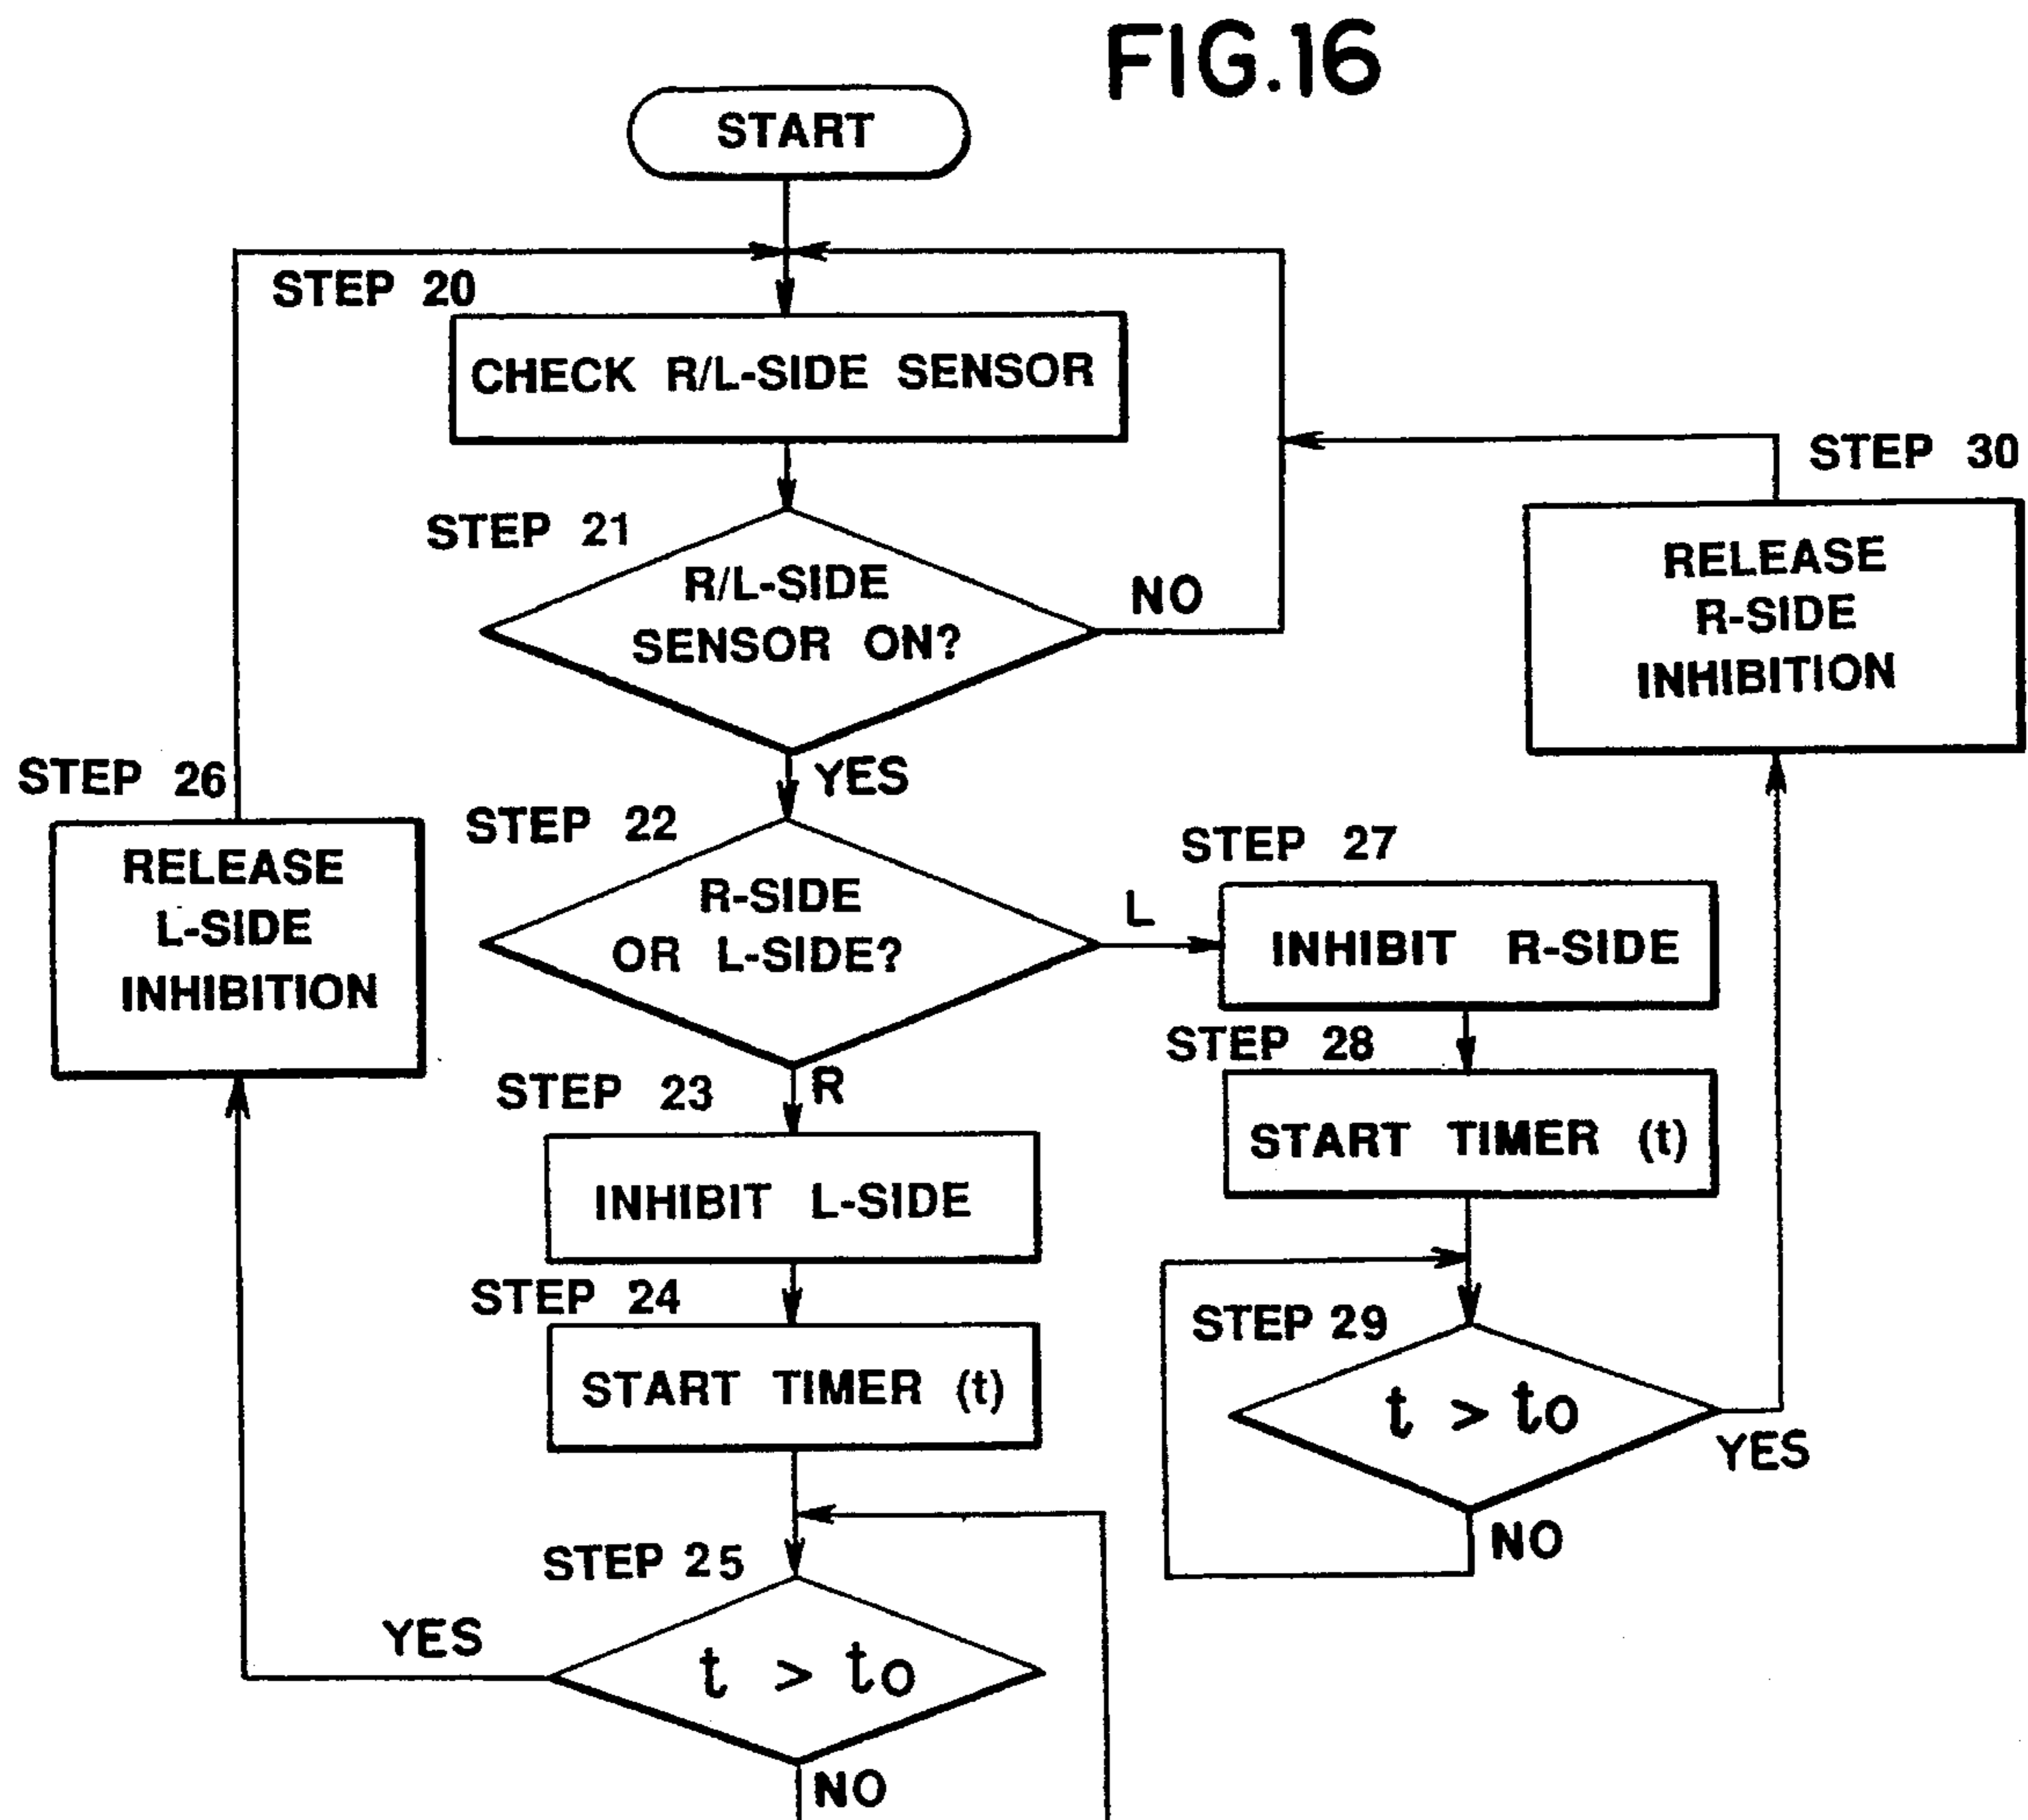 FIG.16
START
STEP 20
CHECK R/L-SIDE SENSOR
STEP 21
R/L-SIDE
SENSOR ON?
NO
YES
STEP 30
RELEASE
R-SIDE
INHIBITION
STEP 26
RELEASE
L-SIDE
INHIBITION
STEP 22
R-SIDE
OR L-SIDE?
L
R
STEP 27
INHIBIT R-SIDE
STEP 28
START TIMER (t)
STEP 23
INHIBIT L-SIDE
STEP 24
START TIMER (t)
STEP 29
t > to
YES
NO
STEP 25
t > to
YES
NO